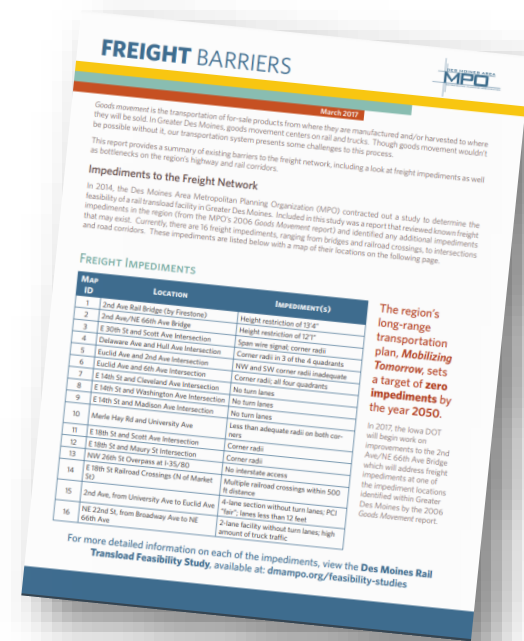 FREIGHT BARRIERS
DES MOINES AREA
MPO
March 2017
Goods movement is the transportation of for-sale products from where they are manufactured and/or harvested to where
they will be sold. In Greater Des Moines, goods movement centers on rail and trucks. Though goods movement wouldn't
be possible without it, our transportation system presents some challenges to this process.
This report provides a summary of existing barriers to the freight network, including a look at freight impediments as well
as bottlenecks on the region's highway and rail corridors.
Impediments to the Freight Network
In 2014, the Des Moines Area Metropolitan Planning Organization (MPO) contracted out a study to determine the
feasibility of a rail transload facility in Greater Des Moines. Included in this study was a report that reviewed known freight
impediments in the region (from the MPO's 2006 Goods Movement report) and identified any additional impediments
that may exist. Currently, there are 16 freight impediments, ranging from bridges and railroad crossings, to intersections
and road corridors. These impediments are listed below with a map of their locations on the following page.
FREIGHT IMPEDIMENTS
MAP ID LOCATION IMPEDIMENT(S)
1 2nd Ave Rail Bridge (by Firestone) Height restriction of 13'4"
2 2nd Ave/NE 66th Ave Bridge Height restriction of 12'1"
3 E 30th St and Scott Ave Intersection Span wire signal; corner radii
4 Delaware Ave and Hull Ave Intersection Corner radii in 3 of the 4 quadrants
5 Euclid Ave and 2nd Ave Intersection NW and SW corner radii inadequate
6 Euclid Ave and 6th Ave Intersection Corner radii; all four quadrants
7 E 14th St and Cleveland Ave Intersection No turn lanes
8 E 14th St and Washington Ave Intersection No turn lanes
9 E 14th St and Madison Ave Intersection No turn lanes
10 Merle Hay Rd and University Ave Less than adequate radii on both cor-
ners
11 E 18th St and Scott Ave Intersection Corner radii
12 E 18th St and Maury St Intersection Corner radii
13 NW 26th St Overpass at I-35/80 No interstate access
14 E 18th St Railroad Crossings (N of Market
St) Multiple railroad crossings within 500
ft distance
15 2nd Ave, from University Ave to Euclid Ave 4-lane section without turn lanes; PCI
"fair"; lanes less than 12 feet
16 NE 22nd St, from Broadway Ave to NE
66th Ave 2-lane facility without turn lanes; high
amount of truck traffic
The region's
long-range
transportation
plan, Mobilizing
Tomorrow, sets
a target of zero
impediments by
the year 2050.
In 2017, the Iowa DOT
will begin work on
improvements to the 2nd
Ave/NE 66th Ave Bridge
which will address freight
impediments at one of
the impediment locations
identified within Greater
Des Moines by the 2006
Goods Movement report.
For more detailed information on each of the impediments, view the Des Moines Rail
Transload Feasibility Study, available at: dmampo.org/feasibility-studies